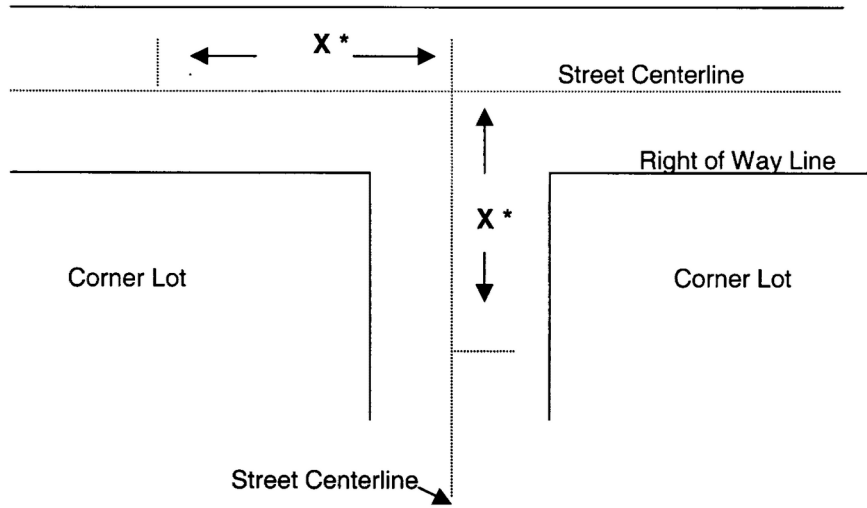 X *
Street Centerline
Right of Way Line
X *
Corner Lot
Corner Lot
Street Centerline